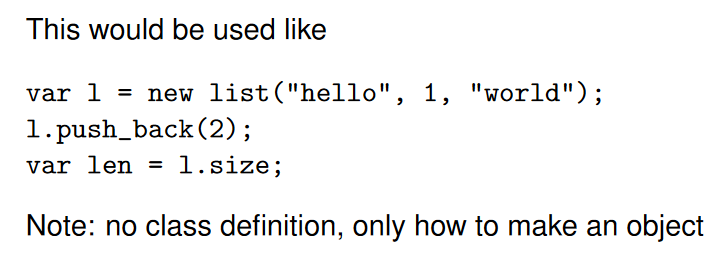 This would be used like
var l = new list("hello", 1, "world");
l.push_back(2);
var len = l.size;
Note: no class definition, only how to make an object